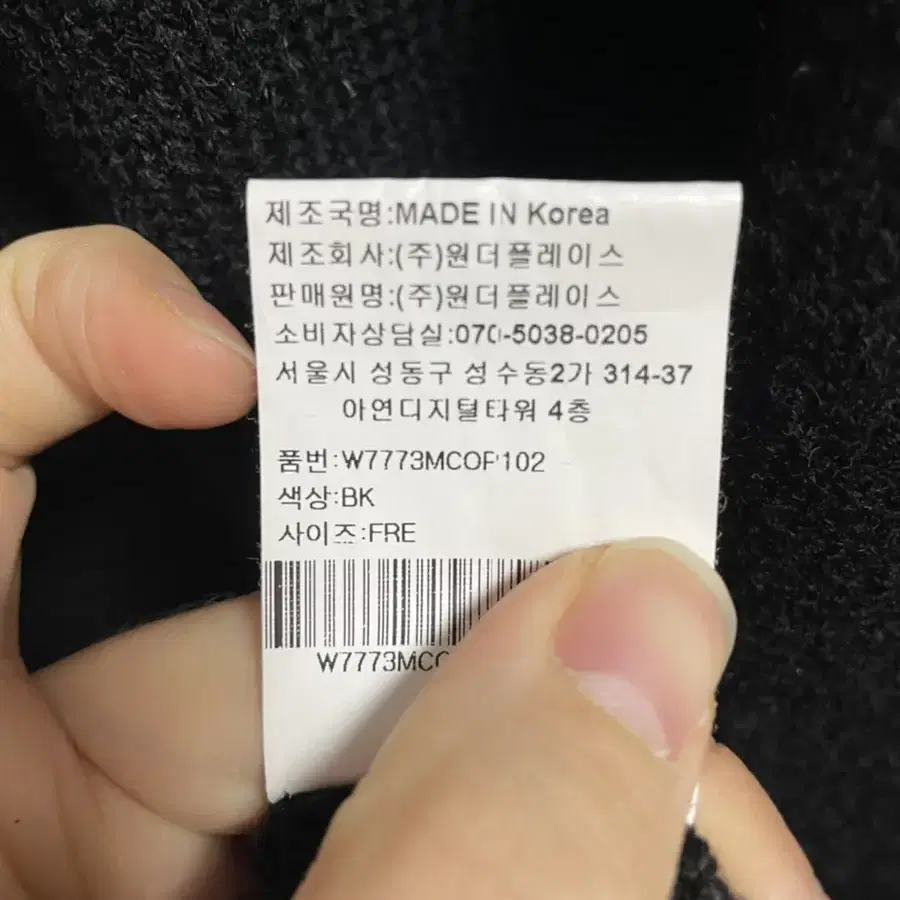 제조국명:MADE IN Korea
제조회사:(주)원더플레이스
판매원명:(주)원더플레이스
소비자상담실:070-5038-0205
서울시 성동구 성수동2가 314-37
아연디지털타워 4층
품번:W7773MCOP102
색상:BK
사이즈:FRE